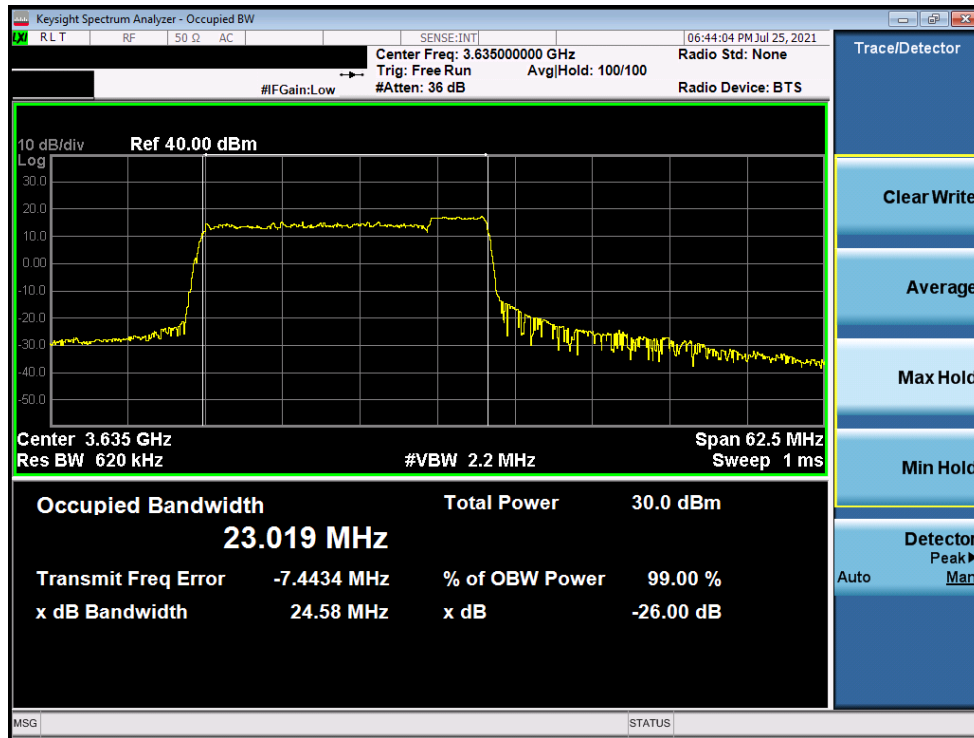 Keysight Spectrum Analyzer - Occupied BW
LXI RLT RF 50 Ω AC SENSE:INT 06:44:04 PM Jul 25, 2021
Center Freq: 3.635000000 GHz Radio Std: None
Trig: Free Run Avg|Hold: 100/100
#IFGain:Low #Atten: 36 dB Radio Device: BTS
Trace/Detector
10 dB/div Ref 40.00 dBm
Log
30.0
20.0
10.0
0.00
-10.0
-20.0
-30.0
-40.0
-50.0
Center 3.635 GHz Span 62.5 MHz
Res BW 620 kHz #VBW 2.2 MHz Sweep 1 ms
Occupied Bandwidth Total Power 30.0 dBm
23.019 MHz
Transmit Freq Error -7.4434 MHz % of OBW Power 99.00 %
x dB Bandwidth 24.58 MHz x dB -26.00 dB
Clear Write
Average
Max Hold
Min Hold
Detector
Peak▶
Auto Man
MSG STATUS